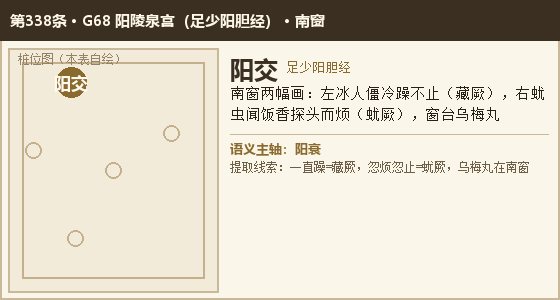 第338条·G68 阳陵泉宫（足少阳胆经）·南窗
桩位图（本表自绘）
阳交
阳交 足少阳胆经
南窗两幅画：左冰人僵冷躁不止（藏厥），右蚘
虫闻饭香探头而烦（蚘厥），窗台乌梅丸
语义主轴：阳衰
提取线索：一直躁=藏厥，忽烦忽止=蚘厥，乌梅丸在南窗